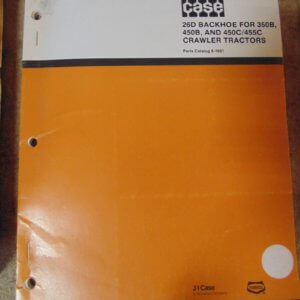 case
26D BACKHOE FOR 350B,
450B, AND 450C/455C
CRAWLER TRACTORS
Parts Catalog
J I Case